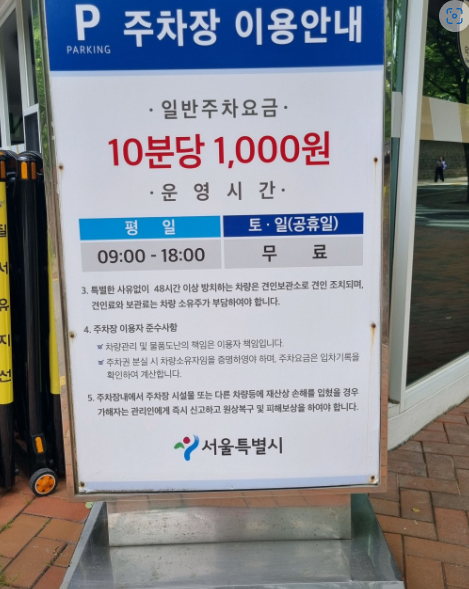 P 주차장 이용안내
PARKING
· 일반주차요금 ·
10분당 1,000원
· 운 영 시 간 ·
평 일 토 · 일(공휴일)
09:00 - 18:00 무 료
3. 특별한 사유없이 48시간 이상 방치하는 차량은 견인보관소로 견인 조치되며,
견인료와 보관료는 차량 소유주가 부담하여야 합니다.
4. 주차장 이용자 준수사항
차량관리 및 물품도난의 책임은 이용자 책임입니다.
주차권 분실 시 차량소유자임을 증명하영야 하며, 주차요금은 입차기록을
확인하여 계산합니다.
5. 주차장내에서 주차장 시설물 또는 다른 차량등에 재산상 손해를 입혔을 경우
가해자는 관리인에게 즉시 신고하고 원상복구 및 피해보상을 하여야 합니다.
서울특별시
서
유
지
선